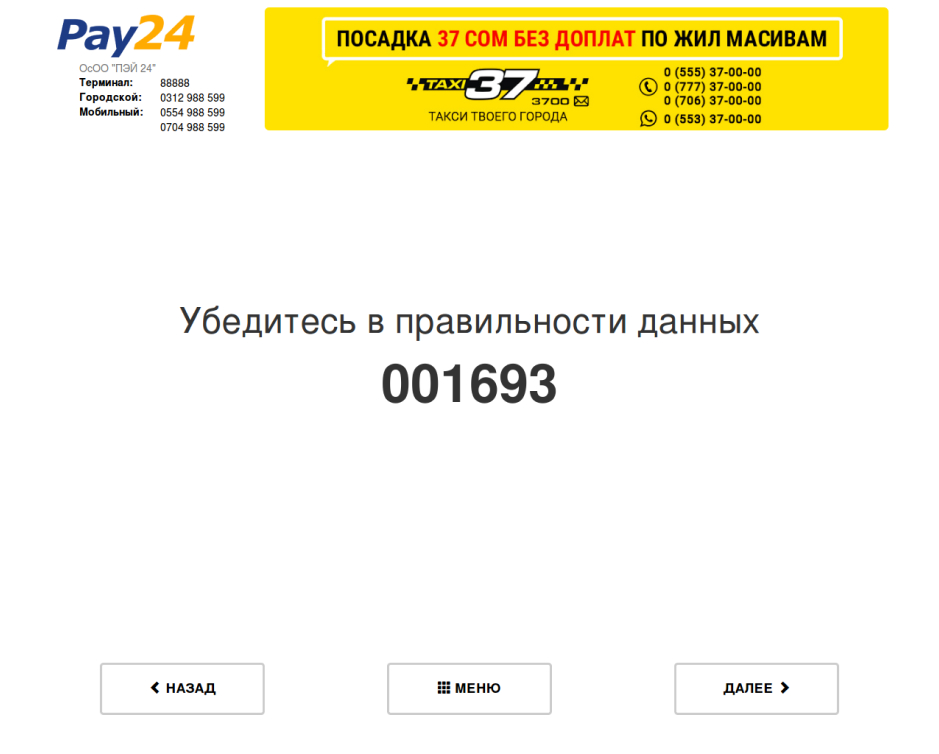 Pay24
ОсОО "ПЭЙ 24"
Терминал: 88888
Городской: 0312 988 599
Мобильный: 0554 988 599
0704 988 599
ПОСАДКА 37 СОМ БЕЗ ДОПЛАТ ПО ЖИЛ МАСИВАМ
TAXI 37
3700
ТАКСИ ТВОЕГО ГОРОДА
0 (555) 37-00-00
0 (777) 37-00-00
0 (706) 37-00-00
0 (553) 37-00-00
Убедитесь в правильности данных
001693
НАЗАД
МЕНЮ
ДАЛЕЕ